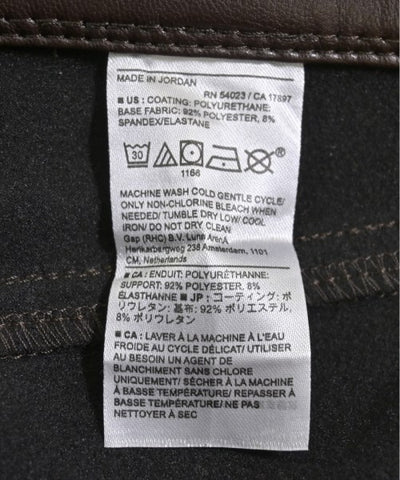 MADE IN JORDAN
RN 54023 / CA 17897
■ US : COATING: POLYURETHANE:
BASE FABRIC: 92% POLYESTER, 8%
SPANDEX/ELASTANE
30
1166
MACHINE WASH COLD GENTLE CYCLE/
ONLY NON-CHLORINE BLEACH WHEN
NEEDED/ TUMBLE DRY LOW/ COOL
IRON/ DO NOT DRY CLEAN
Gap (RHC) B.V. Luna ArenA
Herikerbergweg 238 Amsterdam, 1101
CM, Netherlands
■ CA : ENDUIT: POLYURÉTHANNE:
SUPPORT: 92% POLYESTER, 8%
ÉLASTHANNE ■ JP : コーティング: ポ
リウレタン: 基布: 92% ポリエステル,
8% ポリウレタン
■ CA : LAVER À LA MACHINE À L'EAU
FROIDE AU CYCLE DÉLICAT/ UTILISER
AU BESOIN UN AGENT DE
BLANCHIMENT SANS CHLORE
UNIQUEMENT/ SÉCHER À LA MACHINE
À BASSE TEMPÉRATURE/ REPASSER À
BASSE TEMPÉRATURE/ NE PAS
NETTOYER À SEC